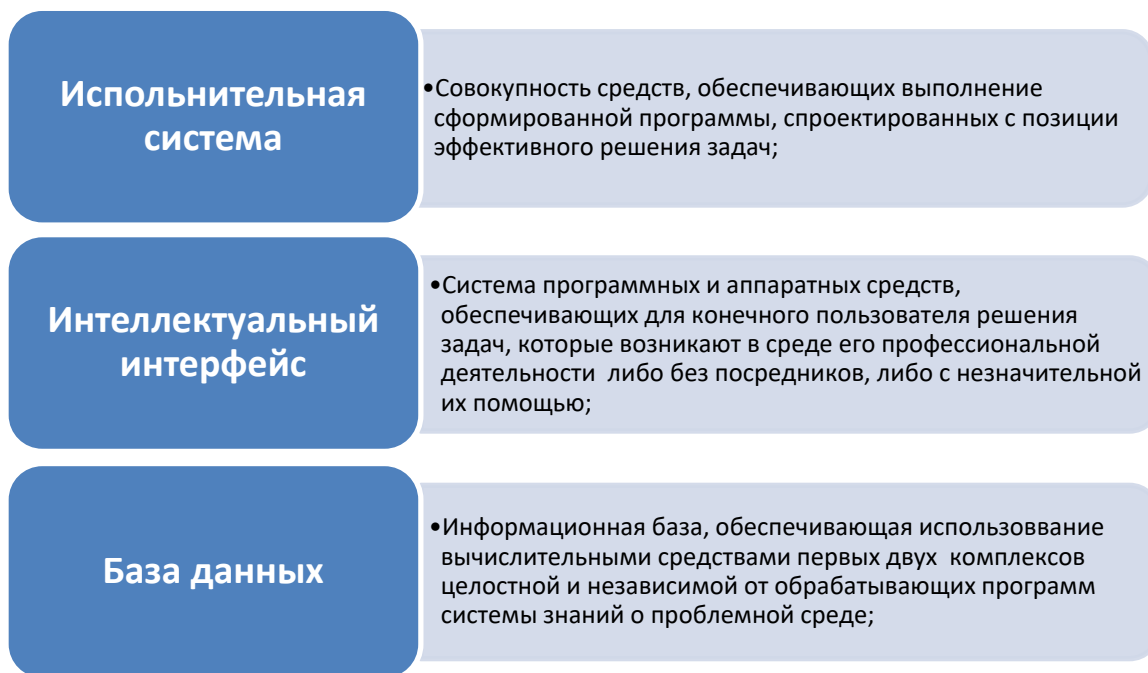 Испольнительная
система
•Совокупность средств, обеспечивающих выполнение
сформированной программы, спроектированных с позиции
эффективного решения задач;
Интеллектуальный
интерфейс
•Система программных и аппаратных средств,
обеспечивающих для конечного пользователя решения
задач, которые возникают в среде его профессиональной
деятельности либо без посредников, либо с незначительной
их помощью;
База данных
•Информационная база, обеспечивающая использоввание
вычислительными средствами первых двух комплексов
целостной и независимой от обрабатывающих программ
системы знаний о проблемной среде;